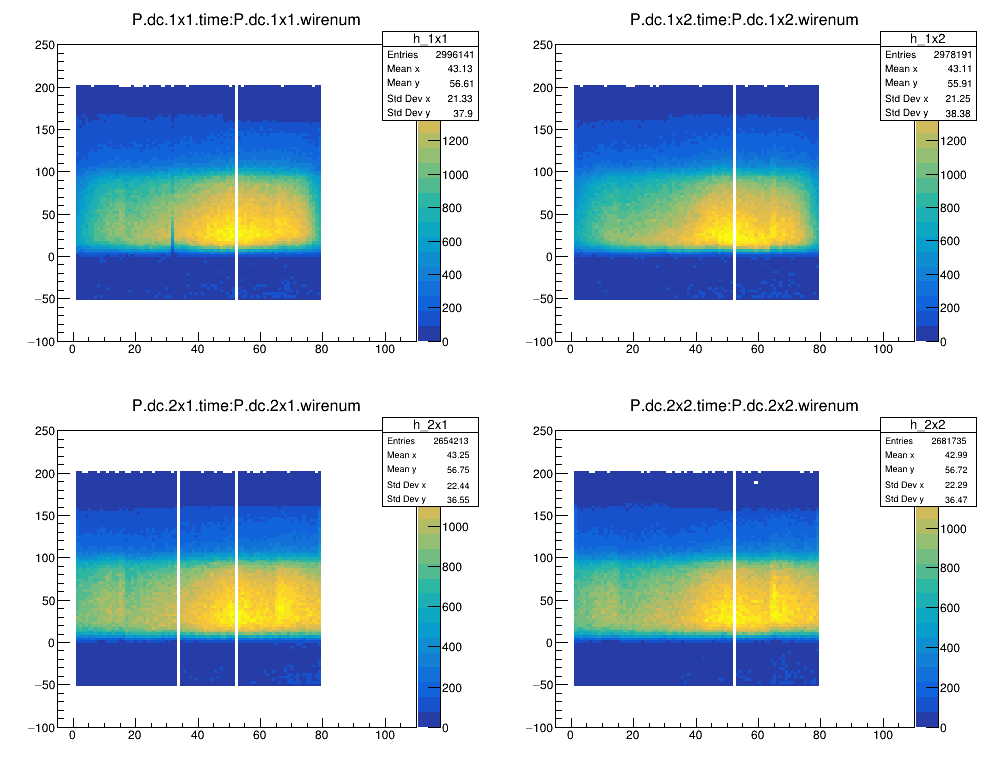 P.dc.1x1.time:P.dc.1x1.wirenum
h_1x1
Entries 2996141
Mean x 43.13
Mean y 56.61
Std Dev x 21.33
Std Dev y 37.9
250
200
150
100
50
0
−50
−100
0 20 40 60 80 100
1200
1000
800
600
400
200
0
P.dc.1x2.time:P.dc.1x2.wirenum
h_1x2
Entries 2978191
Mean x 43.11
Mean y 55.91
Std Dev x 21.25
Std Dev y 38.38
250
200
150
100
50
0
−50
−100
0 20 40 60 80 100
1200
1000
800
600
400
200
0
P.dc.2x1.time:P.dc.2x1.wirenum
h_2x1
Entries 2654213
Mean x 43.25
Mean y 56.75
Std Dev x 22.44
Std Dev y 36.55
250
200
150
100
50
0
−50
−100
0 20 40 60 80 100
1000
800
600
400
200
0
P.dc.2x2.time:P.dc.2x2.wirenum
h_2x2
Entries 2681735
Mean x 42.99
Mean y 56.72
Std Dev x 22.29
Std Dev y 36.47
250
200
150
100
50
0
−50
−100
0 20 40 60 80 100
1000
800
600
400
200
0